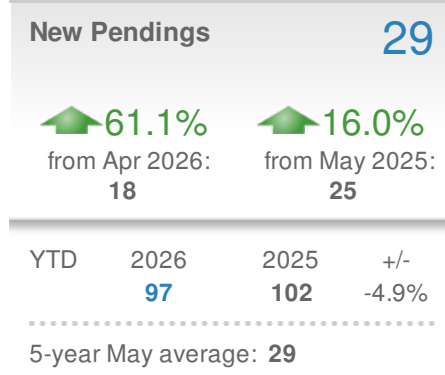 New Pendings 29
61.1% 16.0%
from Apr 2026: from May 2025:
18 25
YTD 2026 2025 +/-
97 102 -4.9%
5-year May average: 29